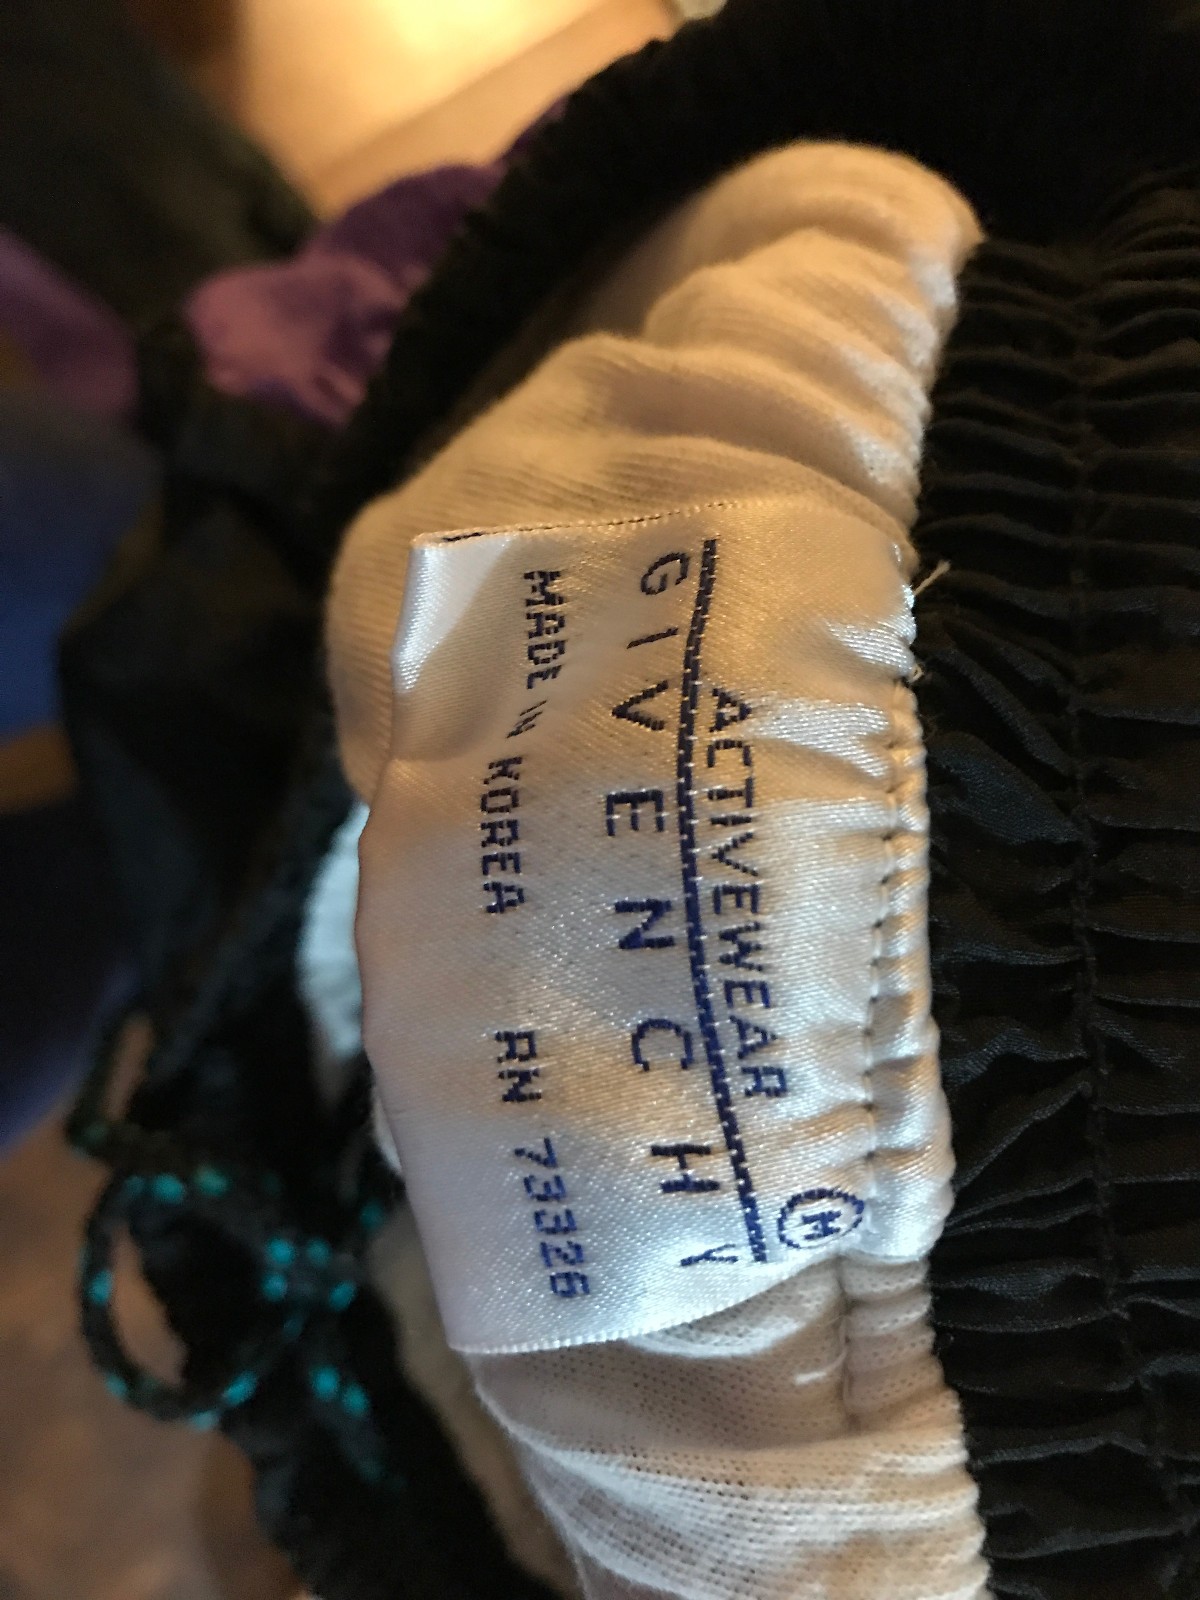 M
ACTIVEWEAR
GIVENCHY
MADE IN KOREA RN 73326